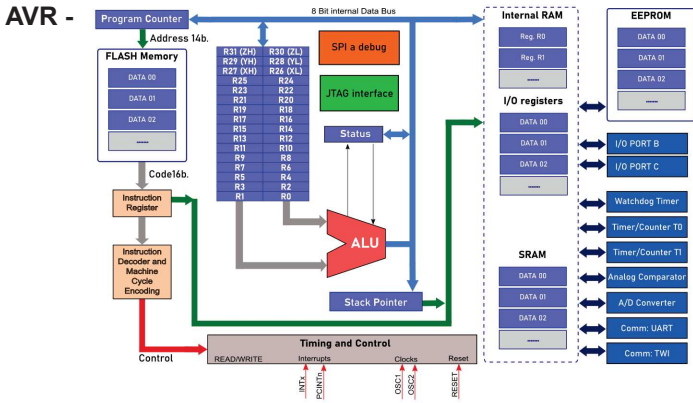 AVR -
Program Counter
8 Bit internal Data Bus
Address 14b.
FLASH Memory
DATA 00
DATA 01
DATA 02
......
Code16b.
Instruction
Register
Instruction
Decoder and
Machine
Cycle
Encoding
Control
R31 (ZH) R30 (ZL)
R29 (YH) R28 (YL)
R27 (XH) R26 (XL)
R25 R24
R23 R22
R21 R20
R19 R18
R17 R16
R15 R14
R13 R12
R11 R10
R9 R8
R7 R6
R5 R4
R3 R2
R1 R0
SPI a debug
JTAG interface
Status
ALU
Stack Pointer
Timing and Control
READ/WRITE Interrupts Clocks Reset
INTx
PCINTn
OSC1
OSC2
RESET
Internal RAM
Reg. R0
Reg. R1
......
I/O registers
DATA 00
DATA 01
DATA 02
......
SRAM
DATA 00
DATA 01
DATA 02
......
EEPROM
DATA 00
DATA 01
DATA 02
......
I/O PORT B
I/O PORT C
Watchdog Timer
Timer/Counter T0
Timer/Counter T1
Analog Comparator
A/D Converter
Comm: UART
Comm: TWI